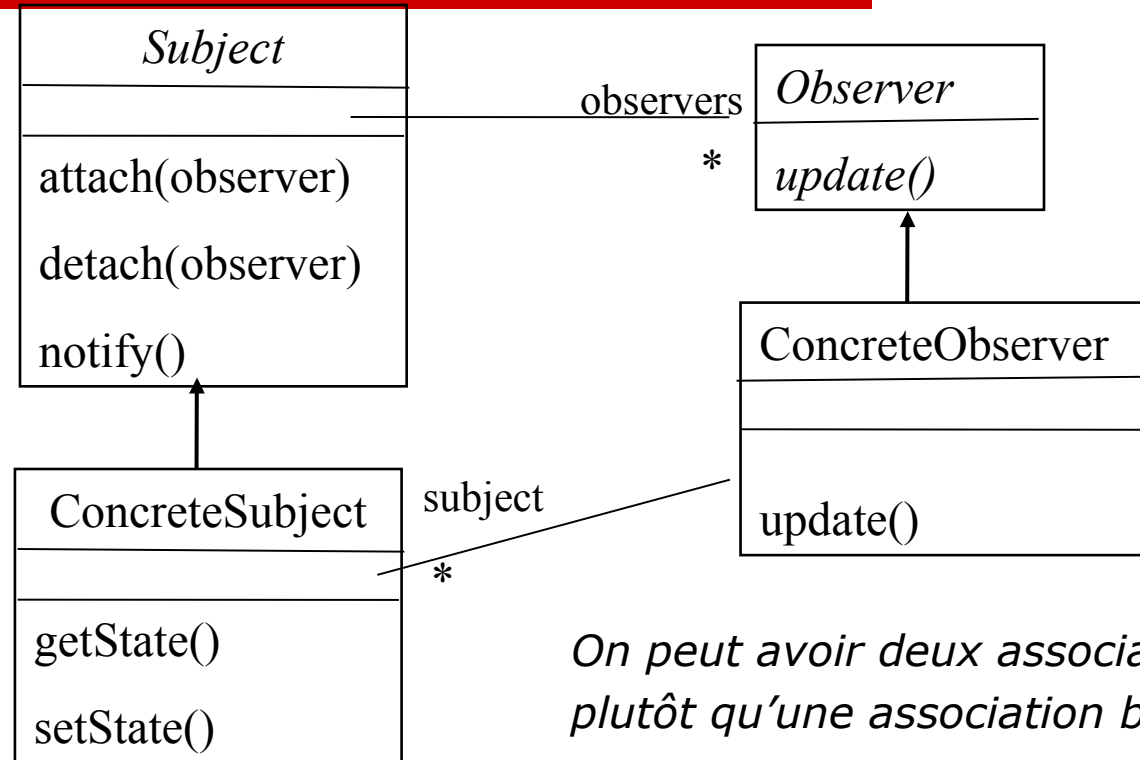 Subject
attach(observer)
detach(observer)
notify()
observers
*
Observer
update()
ConcreteObserver
update()
ConcreteSubject
getState()
setState()
subject
*
On peut avoir deux
plutôt qu’une association